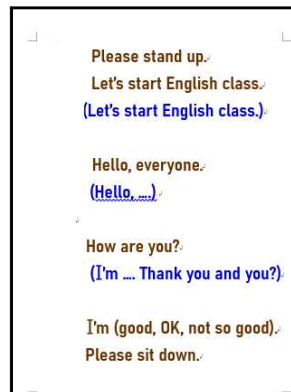 Please stand up.
Let's start English class.
(Let's start English class.)
Hello, everyone.
(Hello, ....)
How are you?
(I'm .... Thank you and you?)
I'm (good, OK, not so good).
Please sit down.